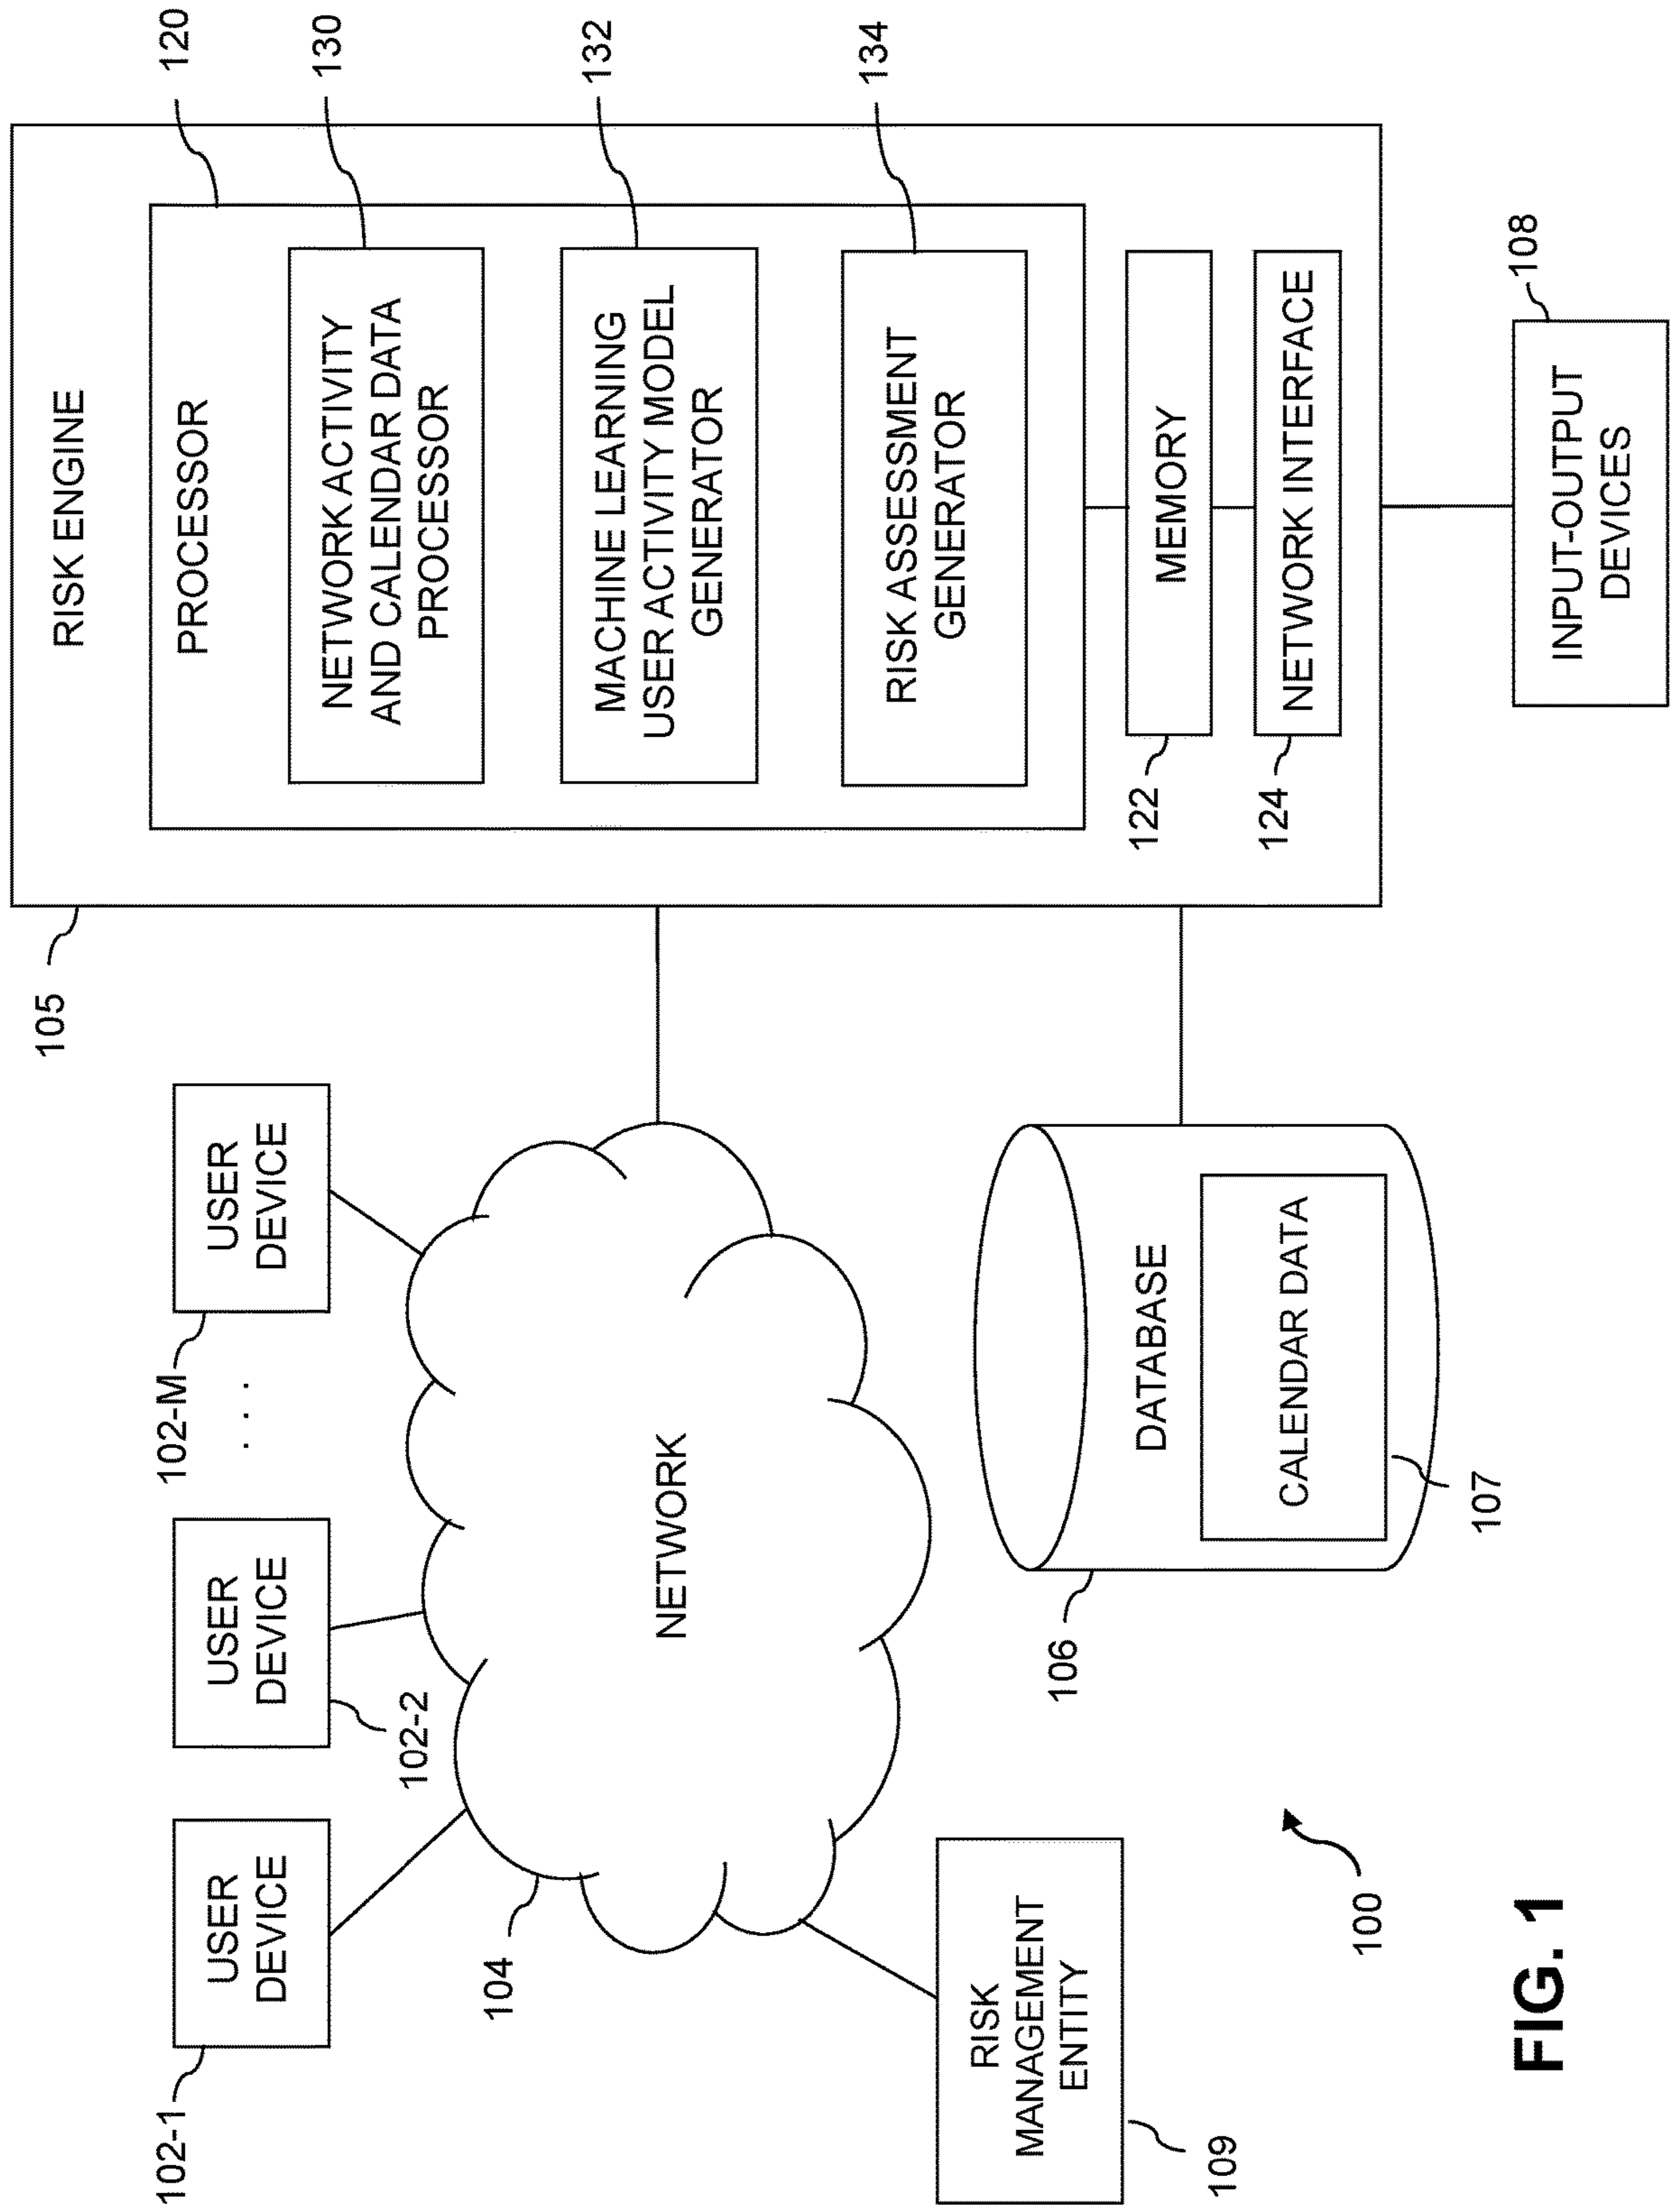 102-1
USER
DEVICE
USER
DEVICE
102-2
102-M
. . .
USER
DEVICE
104
NETWORK
109
RISK
MANAGEMENT
ENTITY
106
DATABASE
CALENDAR DATA
107
105
RISK ENGINE
120
PROCESSOR
130
NETWORK ACTIVITY
AND CALENDAR DATA
PROCESSOR
132
MACHINE LEARNING
USER ACTIVITY MODEL
GENERATOR
134
RISK ASSESSMENT
GENERATOR
122
MEMORY
124
NETWORK INTERFACE
108
INPUT-OUTPUT
DEVICES
100
FIG. 1